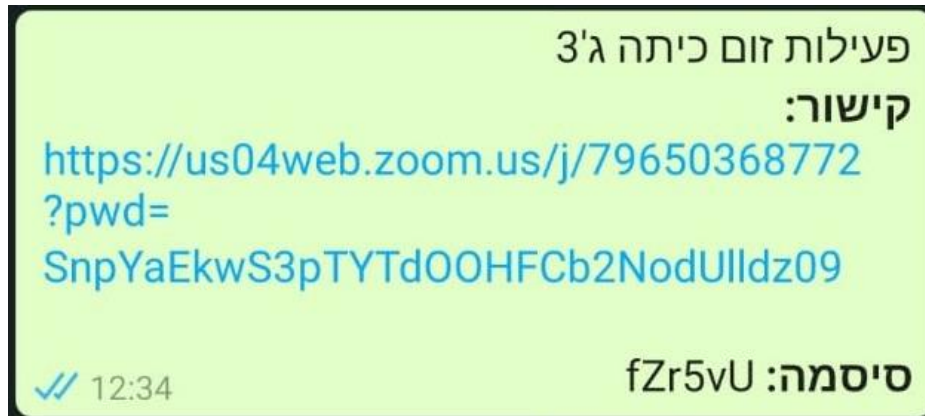 פעילות זום כיתה ג'3
קישור:
https://us04web.zoom.us/j/79650368772
?pwd=
SnpYaEkwS3pTYTdOOHFCb2NodUlldz09
סיסמה: fZr5vU
12:34